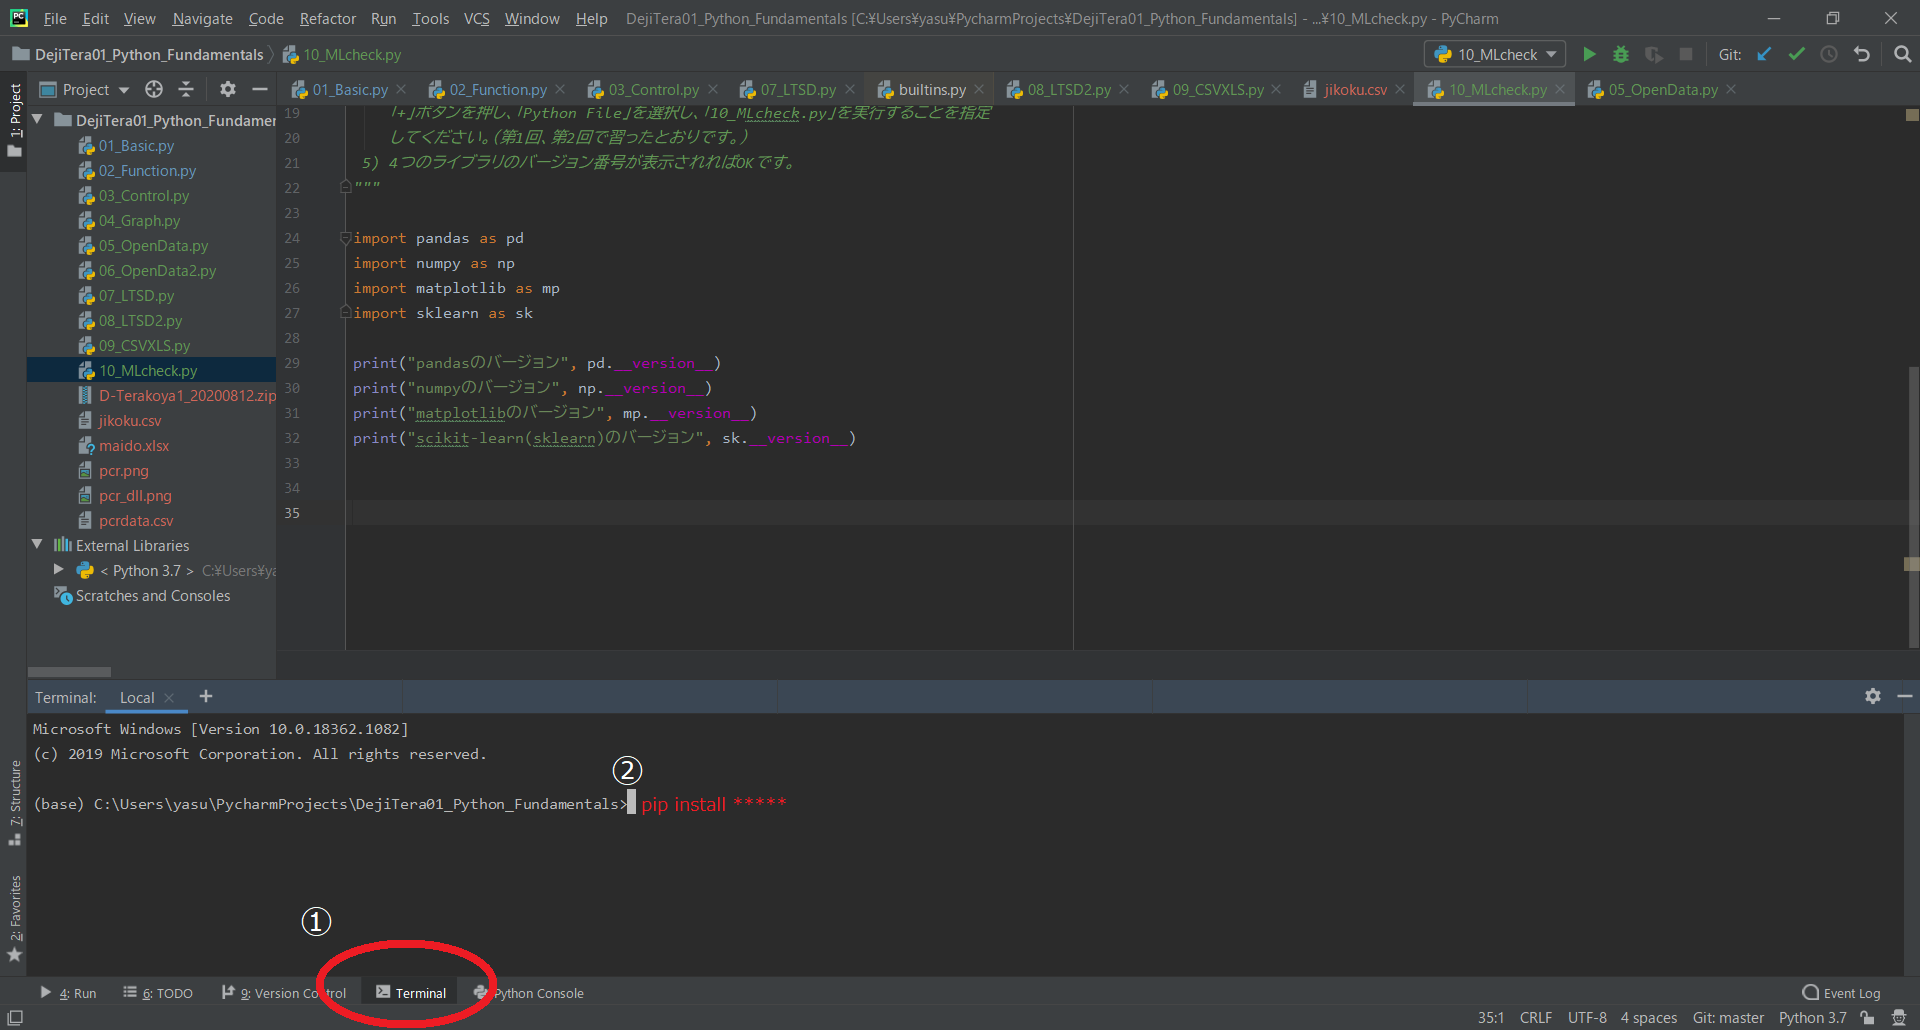 File Edit View Navigate Code Refactor Run Tools VCS Window Help DejiTera01_Python_Fundamentals [C:¥Users¥yasu¥PycharmProjects¥DejiTera01_Python_Fundamentals] - ...¥10_MLcheck.py - PyCharm
DejiTera01_Python_Fundamentals 10_MLcheck.py 10_MLcheck Git:
1: Project
Project
01_Basic.py 02_Function.py 03_Control.py 07_LTSD.py builtins.py 08_LTSD2.py 09_CSVXLS.py jikoku.csv 10_MLcheck.py 05_OpenData.py
DejiTera01_Python_Fundamen
01_Basic.py
02_Function.py
03_Control.py
04_Graph.py
05_OpenData.py
06_OpenData2.py
07_LTSD.py
08_LTSD2.py
09_CSVXLS.py
10_MLcheck.py
D-Terakoya1_20200812.zip
jikoku.csv
maido.xlsx
pcr.png
pcr_dll.png
pcrdata.csv
External Libraries
< Python 3.7 > C:¥Users¥ya
Scratches and Consoles
19 「+」ボタンを押し、「Python File」を選択し、「10_MLcheck.py」を実行することを指定
20 してください。(第1回、第2回で習ったとおりです。)
21 5) 4つのライブラリのバージョン番号が表示されればOKです。
22 """
23
24 import pandas as pd
25 import numpy as np
26 import matplotlib as mp
27 import sklearn as sk
28
29 print("pandasのバージョン", pd.__version__)
30 print("numpyのバージョン", np.__version__)
31 print("matplotlibのバージョン", mp.__version__)
32 print("scikit-learn(sklearn)のバージョン", sk.__version__)
33
34
35
Terminal: Local +
Microsoft Windows [Version 10.0.18362.1082]
(c) 2019 Microsoft Corporation. All rights reserved.
②
(base) C:\Users\yasu\PycharmProjects\DejiTera01_Python_Fundamentals> pip install *****
7: Structure
2: Favorites
①
4: Run 6: TODO 9: Version Control Terminal Python Console Event Log
35:1 CRLF UTF-8 4 spaces Git: master Python 3.7